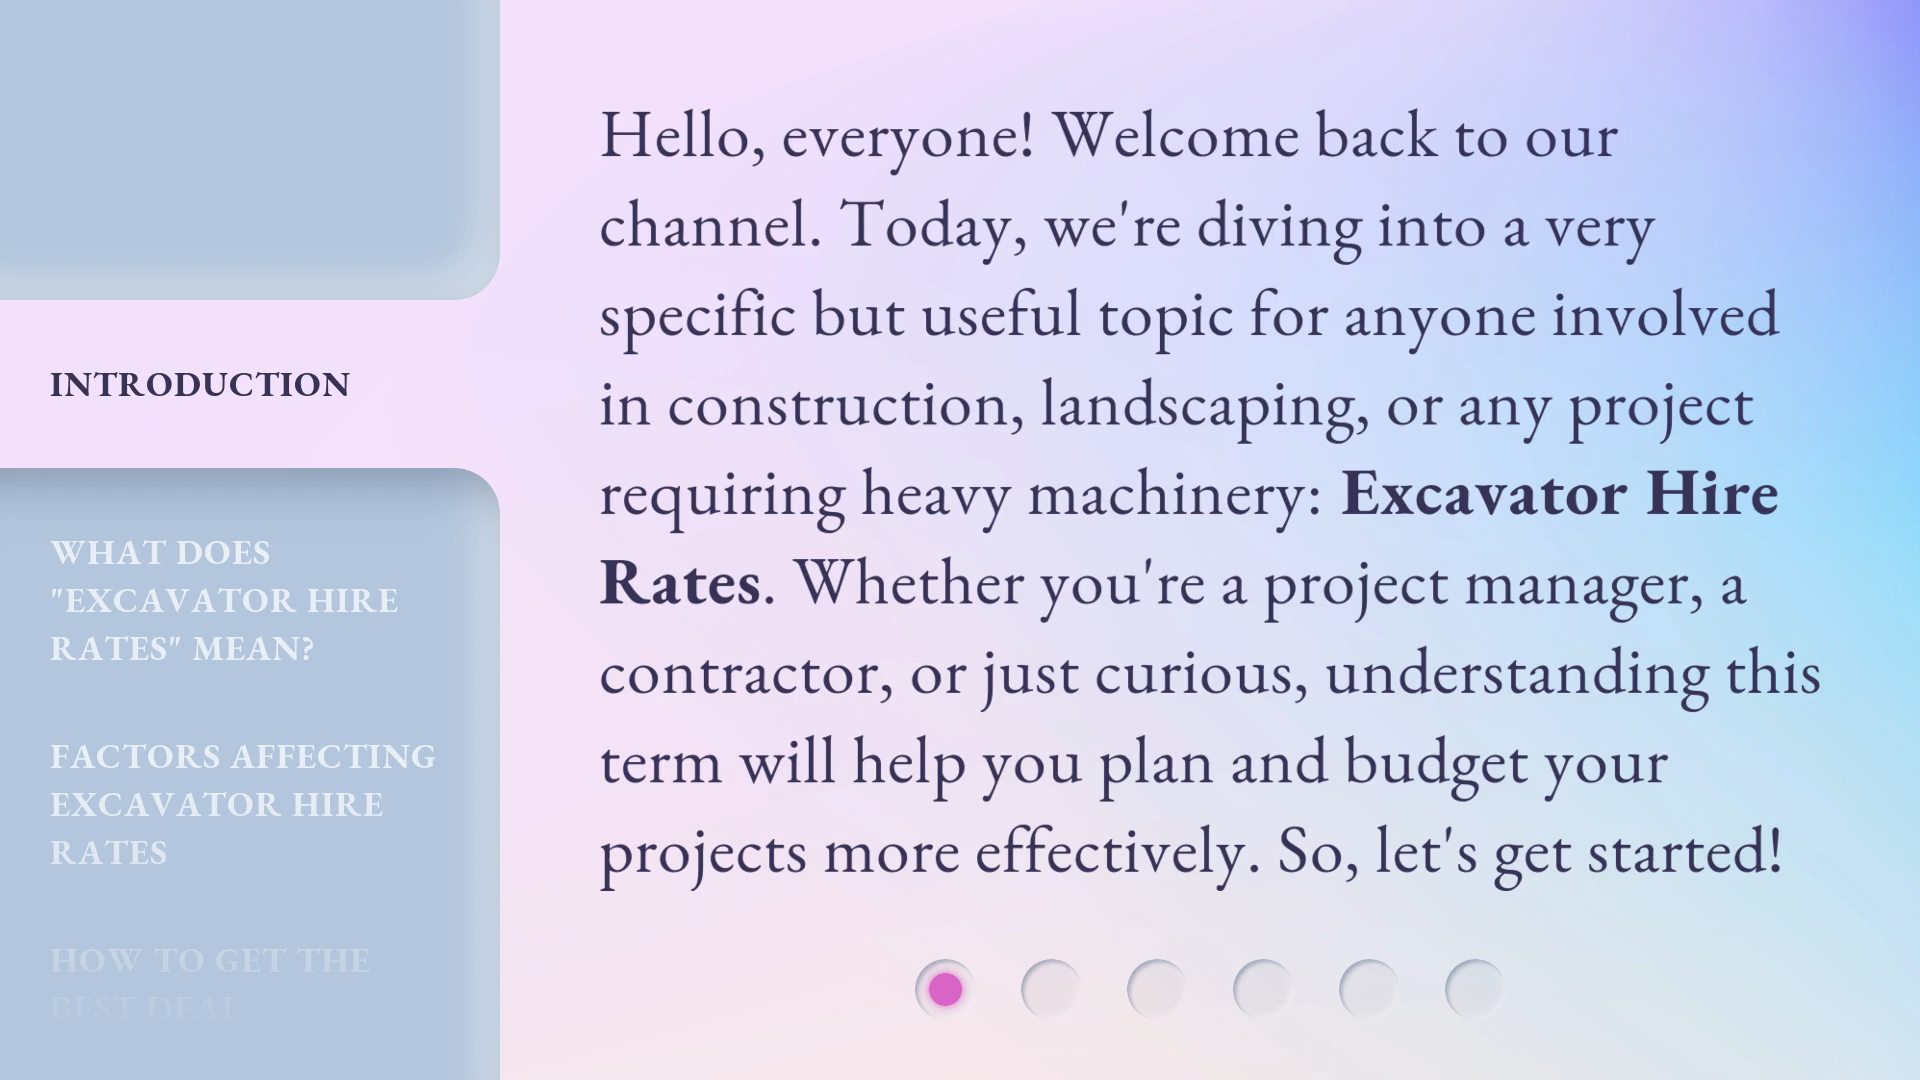 INTRODUCTION
WHAT DOES
"EXCAVATOR HIRE
RATES" MEAN?
FACTORS AFFECTING
EXCAVATOR HIRE
RATES
HOW TO GET THE
BEST DEAL
Hello, everyone! Welcome back to our
channel. Today, we're diving into a very
specific but useful topic for anyone involved
in construction, landscaping, or any project
requiring heavy machinery: Excavator Hire
Rates. Whether you're a project manager, a
contractor, or just curious, understanding this
term will help you plan and budget your
projects more effectively. So, let's get started!